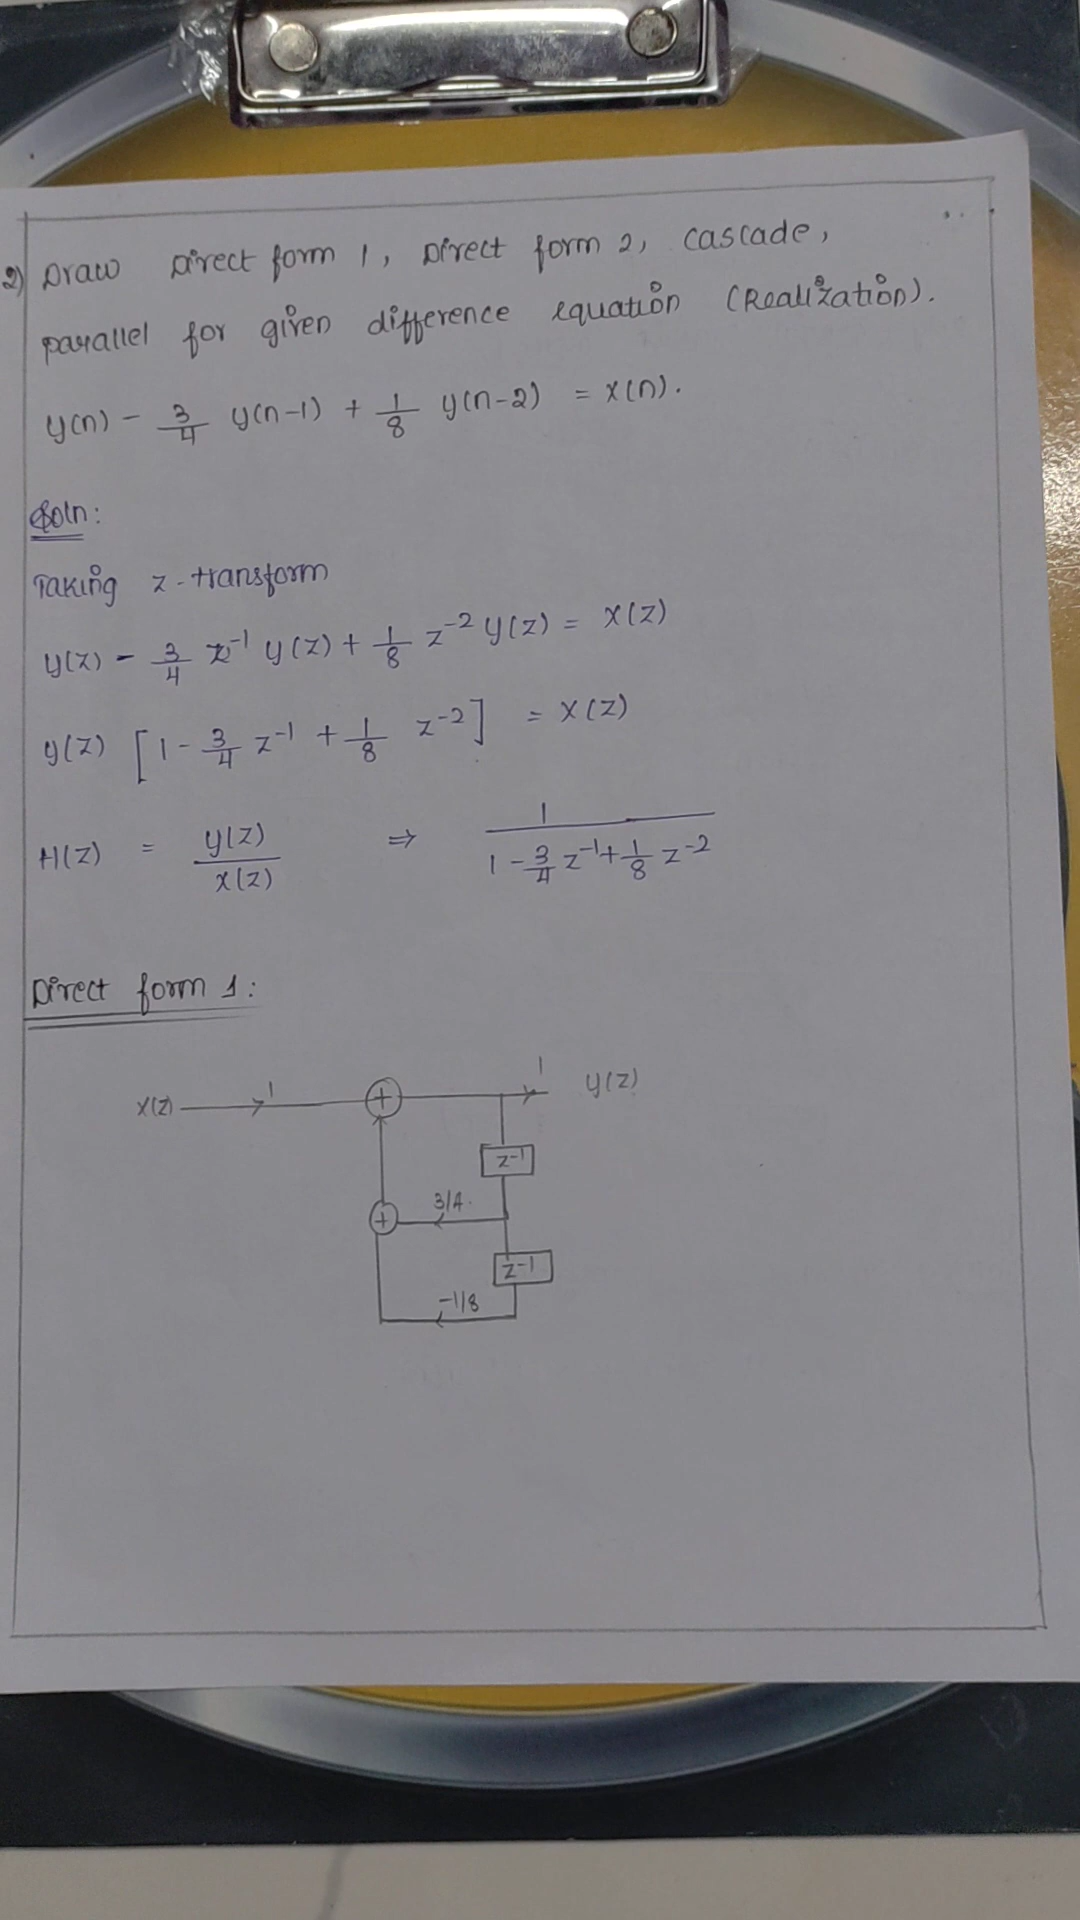 2) Draw Direct form 1, Direct form 2, cascade,
parallel for given difference equation (Realization).
y(n) - 3/4 y(n-1) + 1/8 y(n-2) = x(n).
Soln:
Taking z-transform
y(z) - 3/4 z⁻¹ y(z) + 1/8 z⁻² y(z) = x(z)
y(z) [1 - 3/4 z⁻¹ + 1/8 z⁻²] = x(z)
H(z) = y(z)/x(z) ⇒ 1/(1 - 3/4 z⁻¹ + 1/8 z⁻²)
Direct form 1:
x(z) 1 + 1 y(z)
z⁻¹
+ 3/4
z⁻¹
-1/8